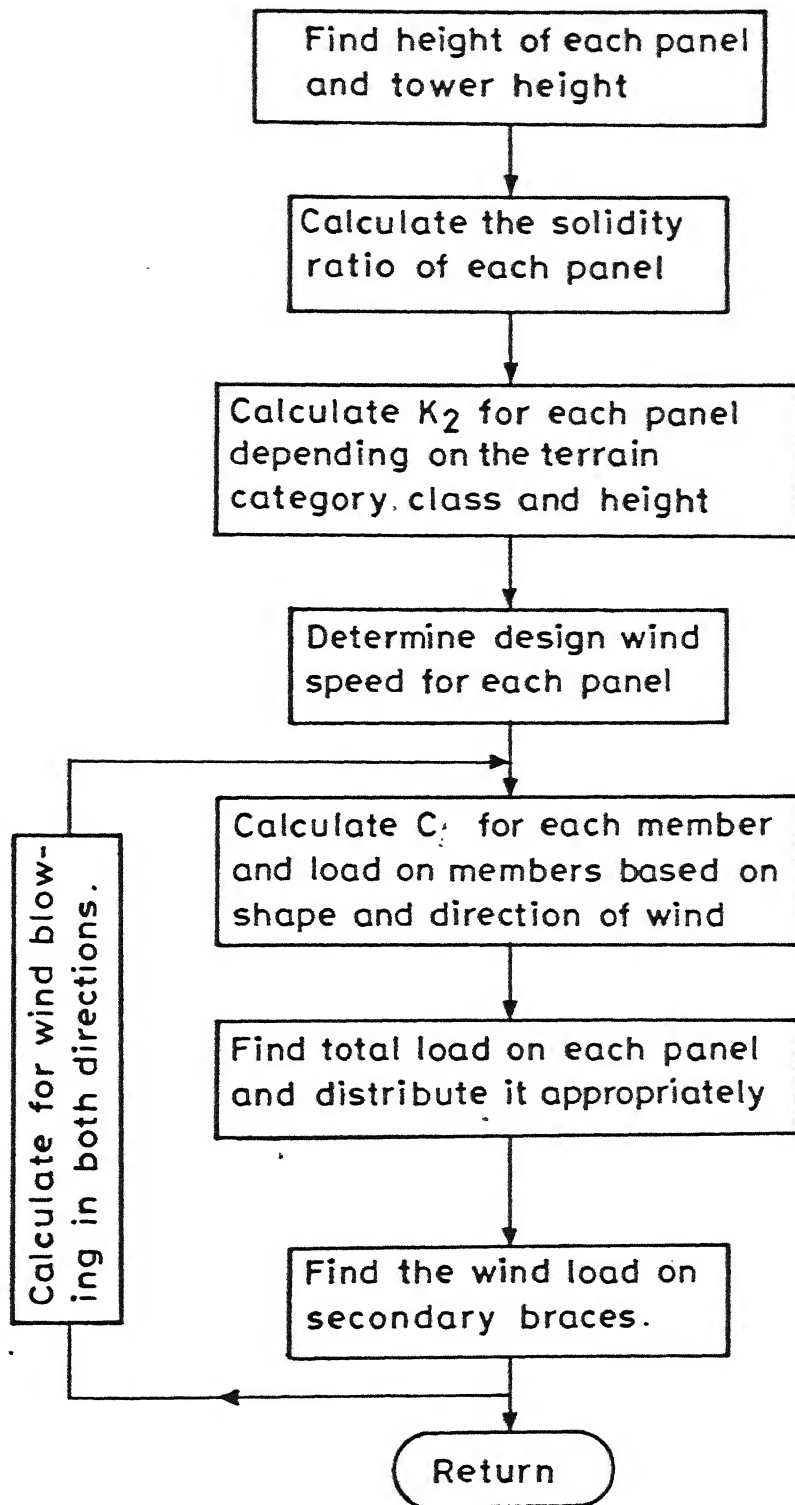 Find height of each panel
and tower height
Calculate the solidity
ratio of each panel
Calculate K2 for each panel
depending on the terrain
category, class and height
Determine design wind
speed for each panel
Calculate C for each member
and load on members based on
shape and direction of wind
Find total load on each panel
and distribute it appropriately
Find the wind load on
secondary braces.
Calculate for wind blow-
ing in both directions.
Return